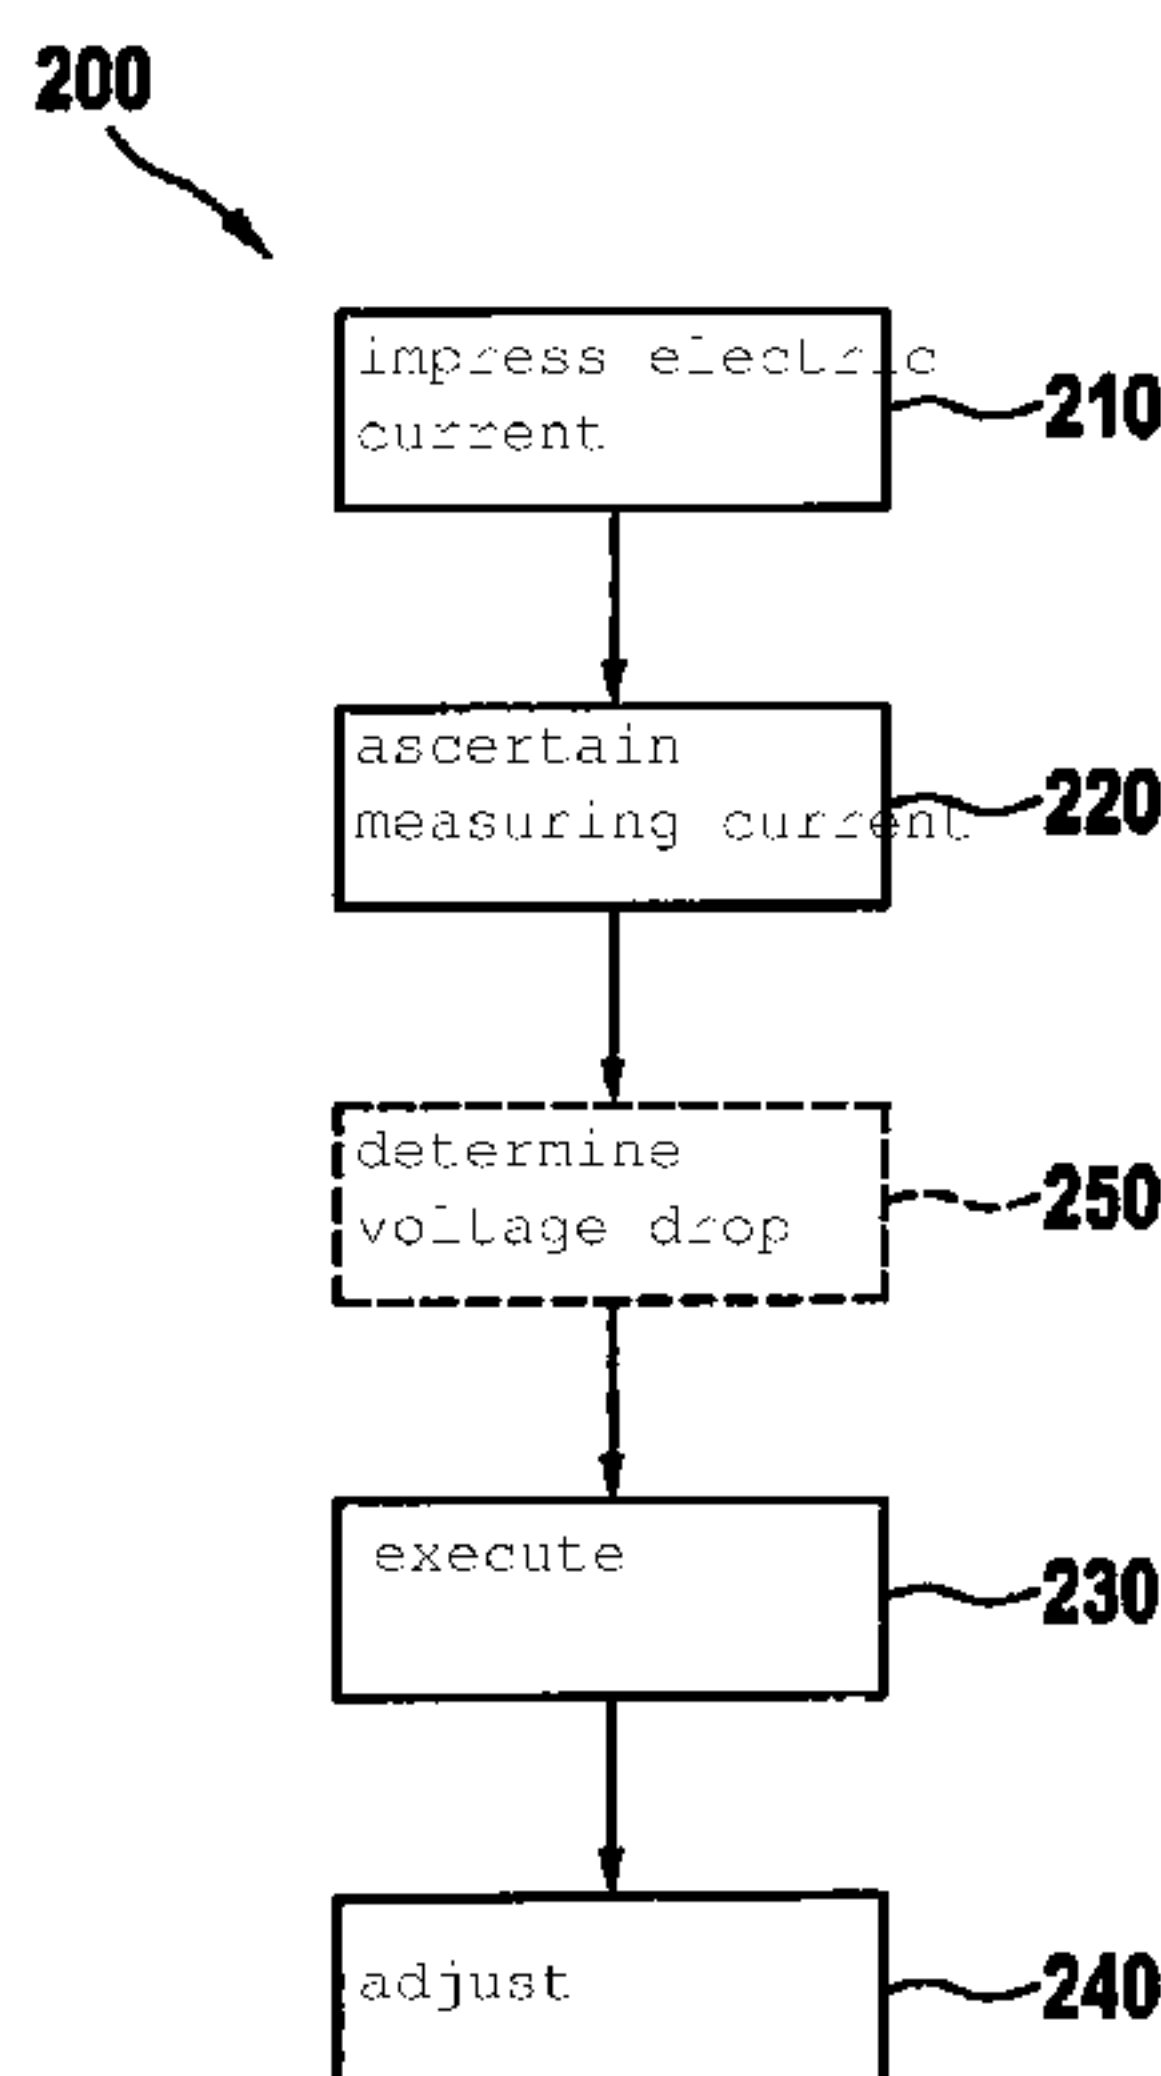 200
impress electric
current
210
ascertain
measuring current
220
determine
voltage drop
250
execute
230
adjust
240